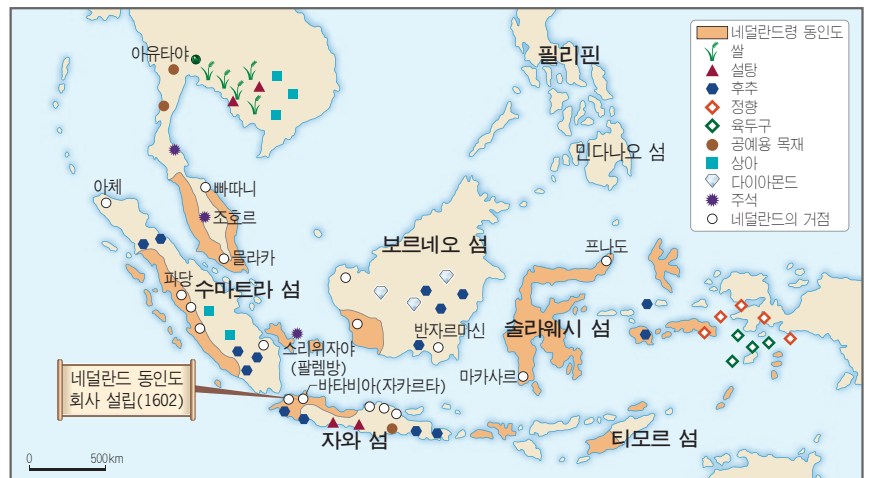 아유타야
필리핀
민다나오 섬
아체
빠따니
조호르
믈라카
파당
수마트라 섬
보르네오 섬
프나도
반자르마신
술라웨시 섬
마카사르
스리위자야
(팔렘방)
바타비아(자카르타)
네덜란드 동인도
회사 설립(1602)
자와 섬
티모르 섬
0 500km
네덜란드령 동인도
쌀
설탕
후추
정향
육두구
공예용 목재
상아
다이아몬드
주석
네덜란드의 거점